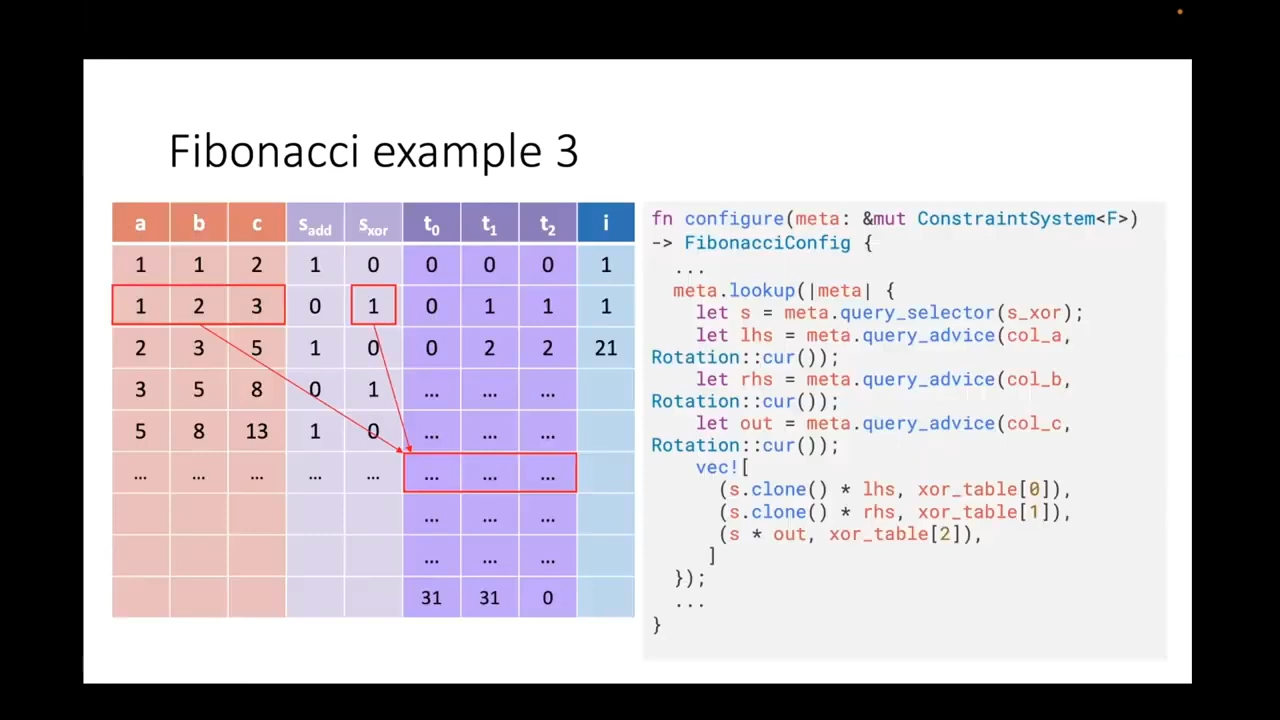 Fibonacci example 3
a b c s_add s_xor t_0 t_1 t_2 i
1 1 2 1 0 0 0 0 1
1 2 3 0 1 0 1 1 1
2 3 5 1 0 0 2 2 21
3 5 8 0 1 ... ... ...
5 8 13 1 0 ... ... ...
... ... ... ... ... ... ... ...
... ... ...
... ... ...
31 31 0
fn configure(meta: &mut ConstraintSystem<F>)
-> FibonacciConfig {
...
meta.lookup(|meta| {
let s = meta.query_selector(s_xor);
let lhs = meta.query_advice(col_a,
Rotation::cur());
let rhs = meta.query_advice(col_b,
Rotation::cur());
let out = meta.query_advice(col_c,
Rotation::cur());
vec![
(s.clone() * lhs, xor_table[0]),
(s.clone() * rhs, xor_table[1]),
(s * out, xor_table[2]),
]
});
...
}